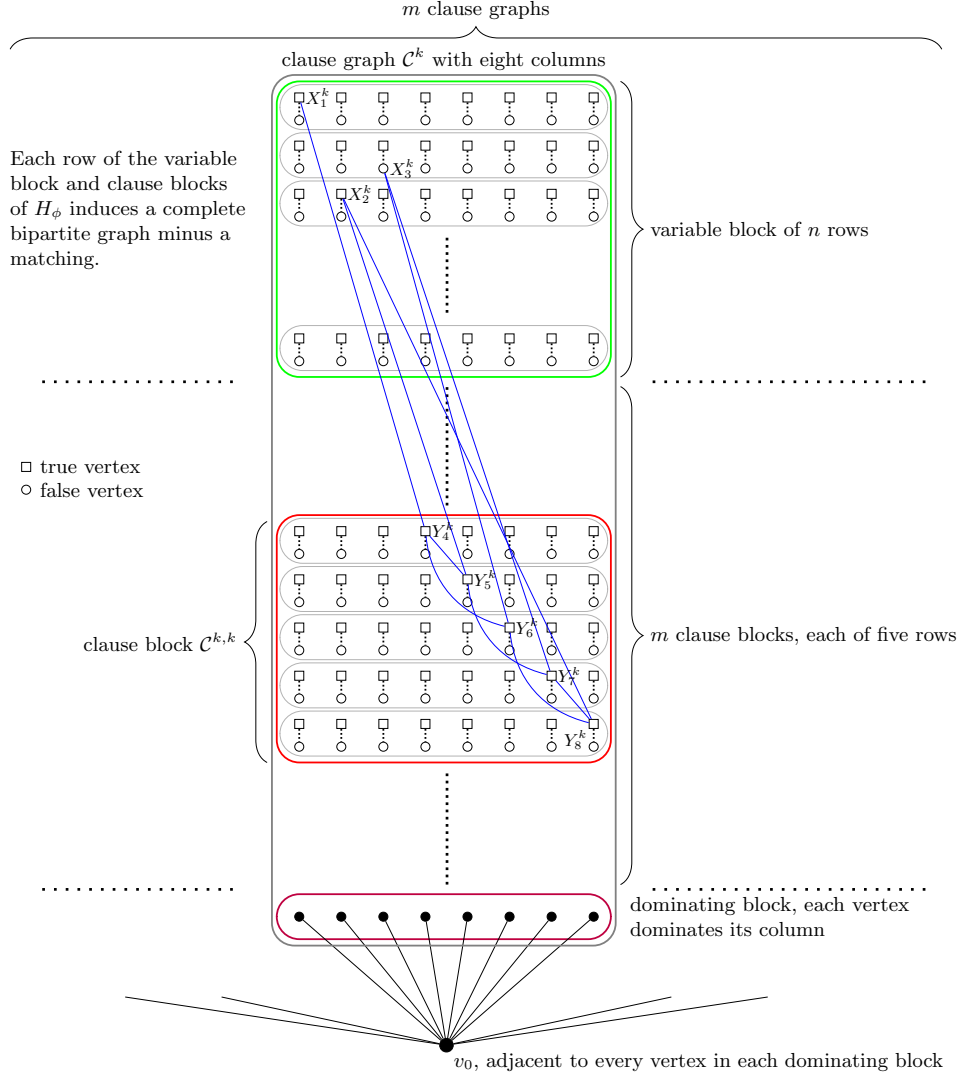 m clause graphs
clause graph 𝒞^k with eight columns
X_1^k
X_3^k
X_2^k
Each row of the variable
block and clause blocks
of H_ϕ induces a complete
bipartite graph minus a
matching.
variable block of n rows
true vertex
false vertex
Y_4^k
Y_5^k
Y_6^k
Y_7^k
Y_8^k
clause block 𝒞^{k,k}
m clause blocks, each of five rows
dominating block, each vertex
dominates its column
v_0, adjacent to every vertex in each dominating block